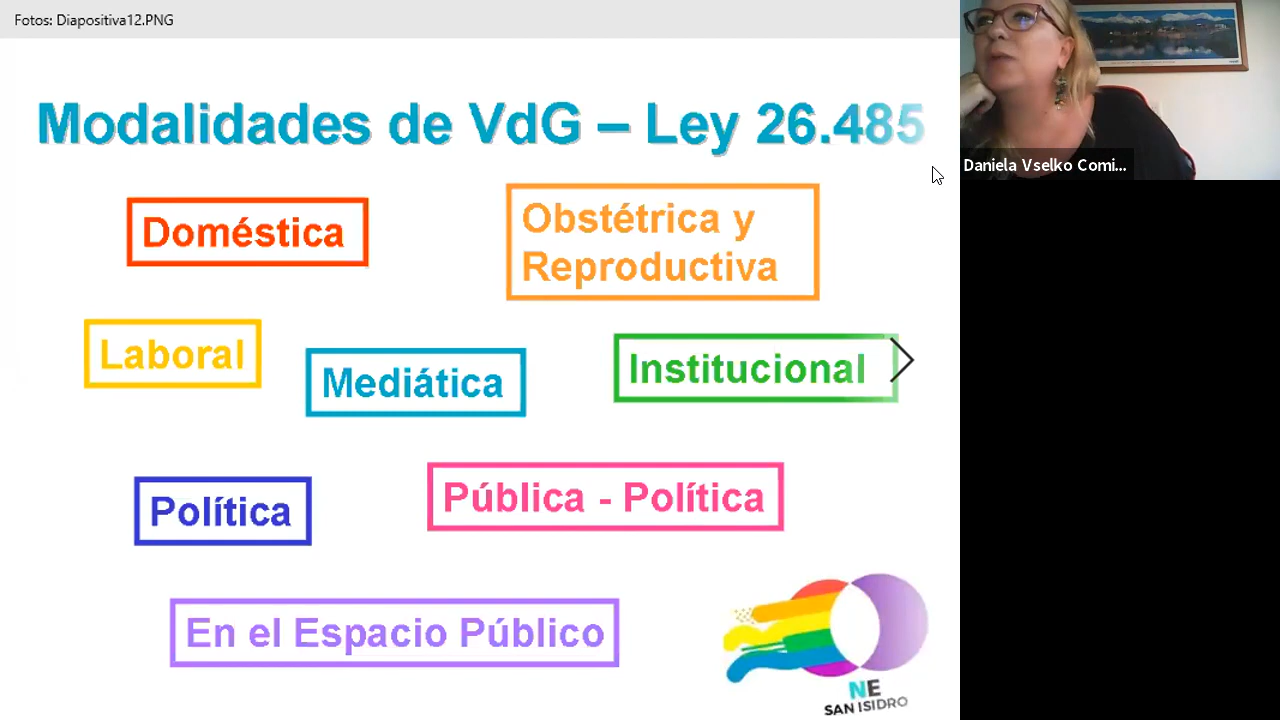 Fotos: Diapositiva12.PNG
Modalidades de VdG – Ley 26.485
Daniela Vselko Comi...
Doméstica
Obstétrica y
Reproductiva
Laboral
Mediática
Institucional
Política
Pública - Política
En el Espacio Público
NE
SAN ISIDRO